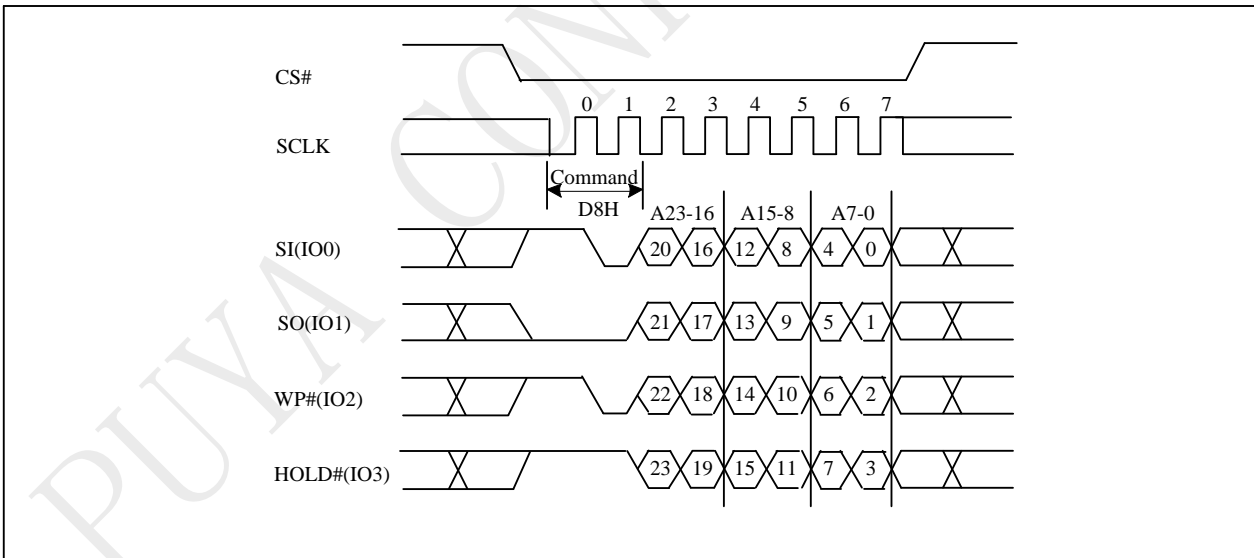 CS#
0 1 2 3 4 5 6 7
SCLK
Command
D8H
A23-16 A15-8 A7-0
SI(IO0)
20 16 12 8 4 0
SO(IO1)
21 17 13 9 5 1
WP#(IO2)
22 18 14 10 6 2
HOLD#(IO3)
23 19 15 11 7 3
PUYA CON